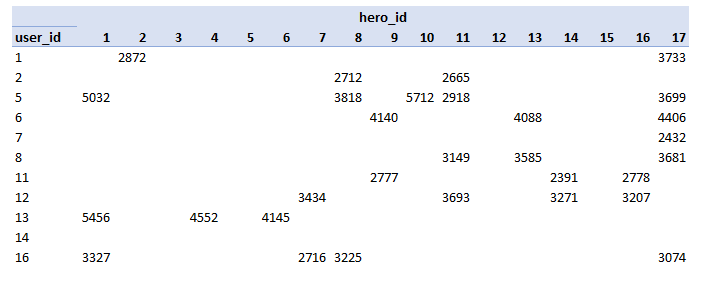 hero_id
user_id 1 2 3 4 5 6 7 8 9 10 11 12 13 14 15 16 17
1 2872 3733
2 2712 2665
5 5032 3818 5712 2918 3699
6 4140 4088 4406
7 2432
8 3149 3585 3681
11 2777 2391 2778
12 3434 3693 3271 3207
13 5456 4552 4145
14
16 3327 2716 3225 3074